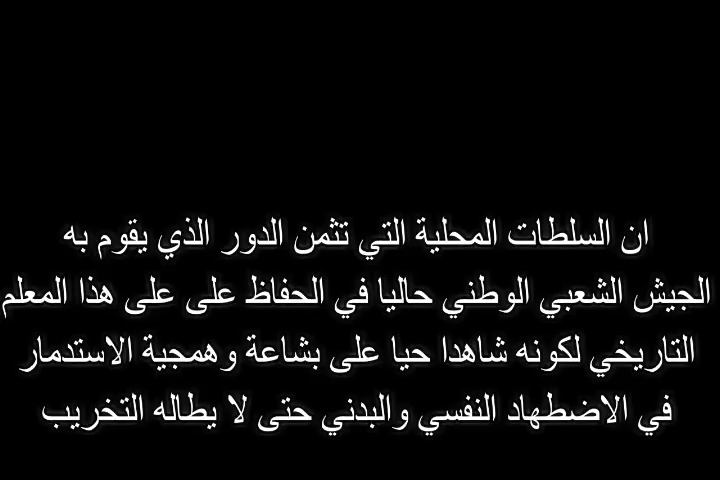 ان السلطات المحلية التي تثمن الدور الذي يقوم به
الجيش الشعبي الوطني حاليا في الحفاظ على على هذا المعلم
التاريخي لكونه شاهدا حيا على بشاعة وهمجية الاستدمار
في الاضطهاد النفسي والبدني حتى لا يطاله التخريب